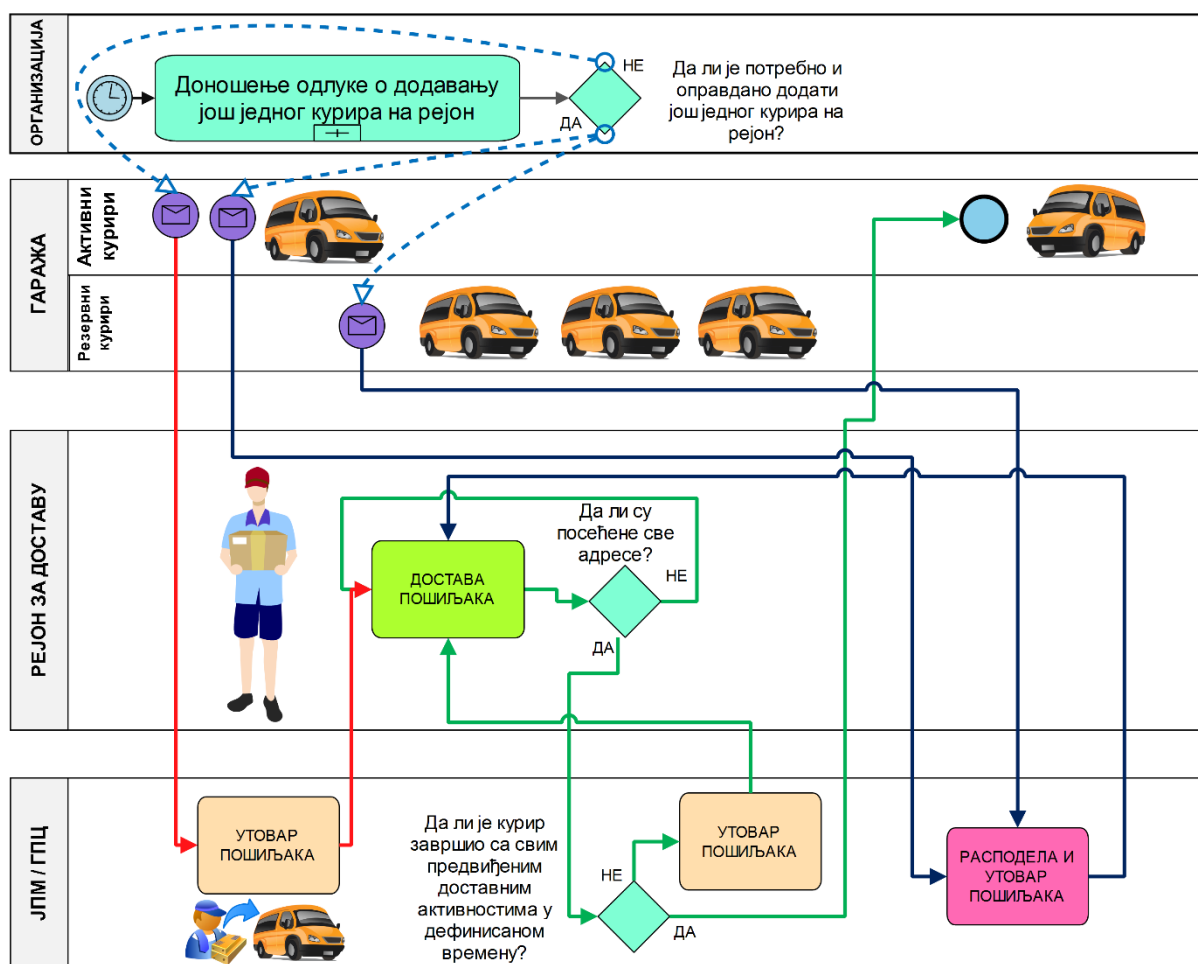 ОРГАНИЗАЦИЈА
Доношење одлуке о додавању
још једног курира на рејон
НЕ
ДА
Да ли је потребно и
оправдано додати
још једног курира на
рејон?
ГАРАЖА
Активни
курири
Резервни
курири
РЕЈОН ЗА ДОСТАВУ
ДОСТАВА
ПОШИЉАКА
Да ли су
посећене све
адресе?
НЕ
ДА
ЈПМ / ГПЦ
УТОВАР
ПОШИЉАКА
Да ли је курир
завршио са свим
предвиђеним
доставним
активностима у
дефинисаном
времену?
НЕ
ДА
УТОВАР
ПОШИЉАКА
РАСПОДЕЛА И
УТОВАР
ПОШИЉАКА